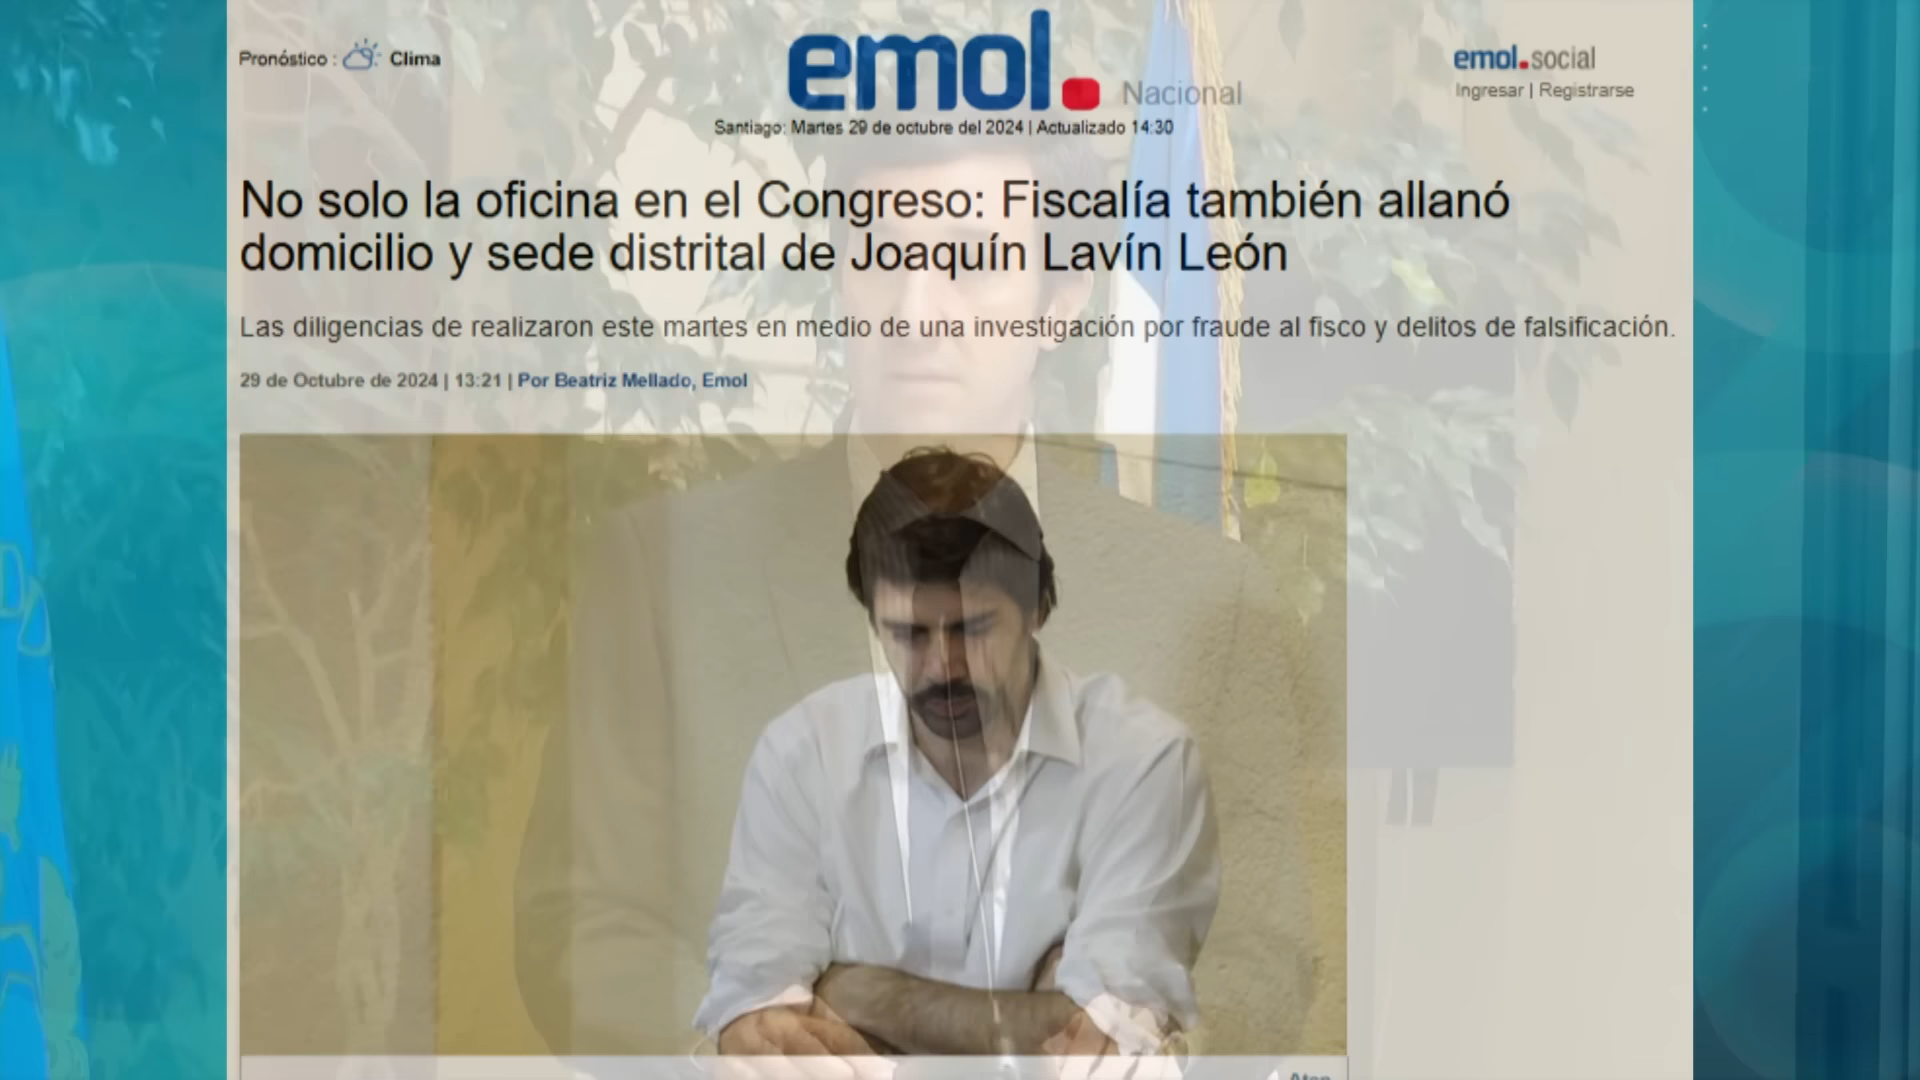 Pronóstico : Clima
emol. Nacional
emol.social
Ingresar | Registrarse
Santiago: Martes 29 de octubre del 2024 | Actualizado 14:30
No solo la oficina en el Congreso: Fiscalía también allanó
domicilio y sede distrital de Joaquín Lavín León
Las diligencias de realizaron este martes en medio de una investigación por fraude al fisco y delitos de falsificación.
29 de Octubre de 2024 | 13:21 | Por Beatriz Mellado, Emol